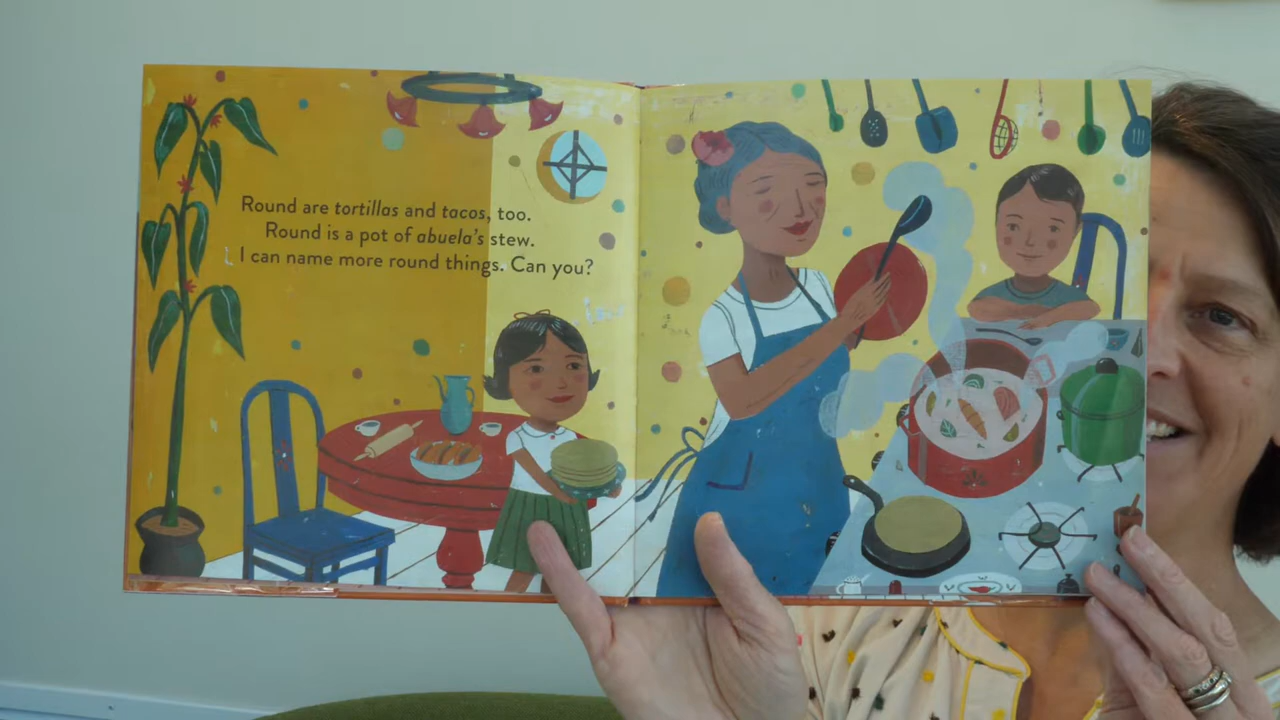 Round are tortillas and tacos, too.
Round is a pot of abuela's stew.
I can name more round things. Can you?